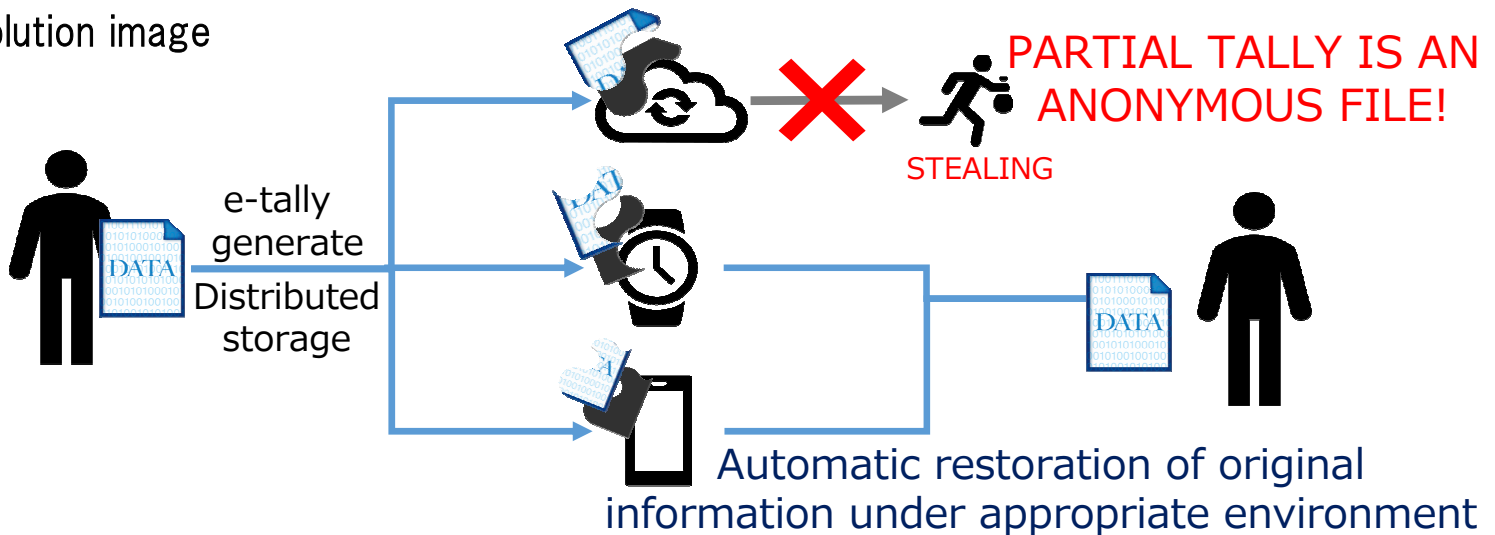 olution image
PARTIAL TALLY IS AN
ANONYMOUS FILE!
STEALING
e-tally
generate
Distributed
storage
DATA
DATA
Automatic restoration of original
information under appropriate environment